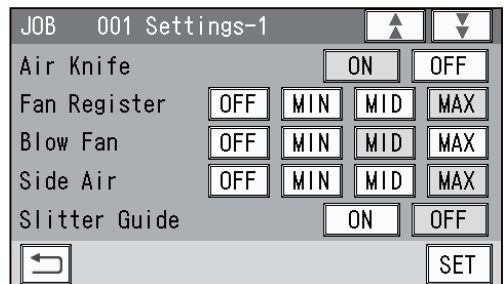 JOB 001 Settings-1
Air Knife ON OFF
Fan Register OFF MIN MID MAX
Blow Fan OFF MIN MID MAX
Side Air OFF MIN MID MAX
Slitter Guide ON OFF
SET